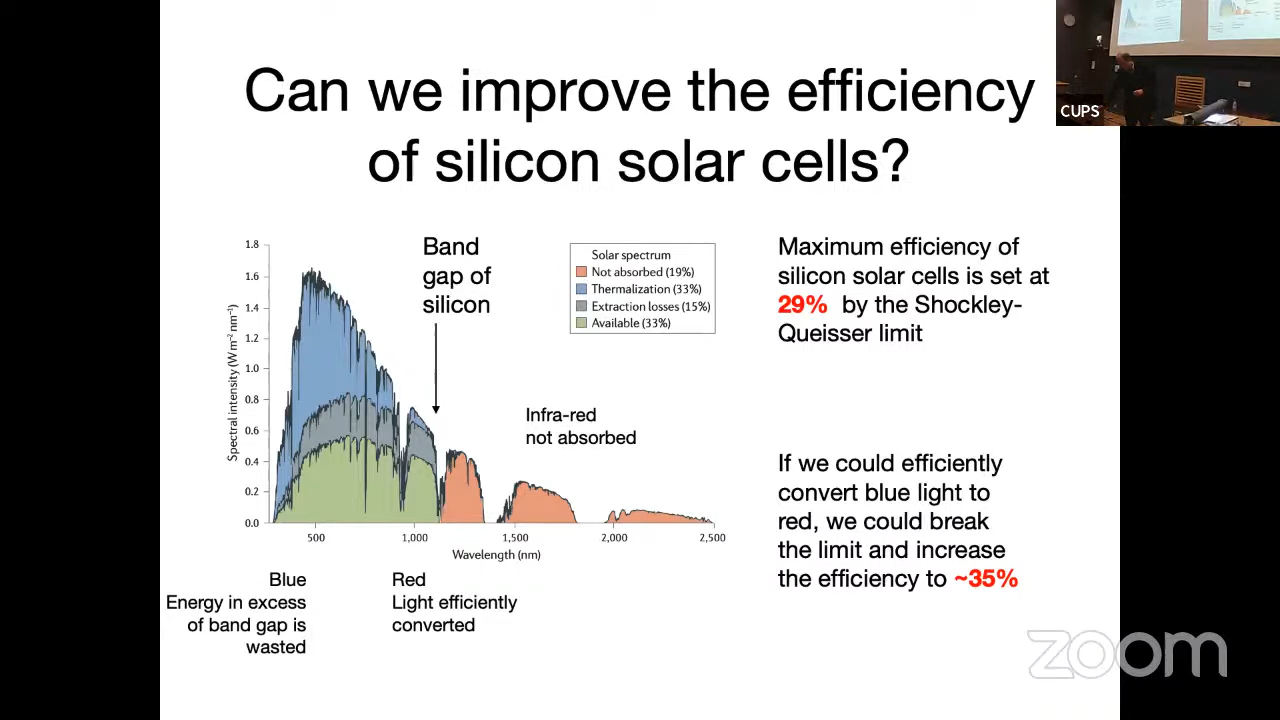 Can we improve the efficiency
of silicon solar cells?
CUPS
Band
gap of
silicon
Solar spectrum
Not absorbed (19%)
Thermalization (33%)
Extraction losses (15%)
Available (33%)
Maximum efficiency of
silicon solar cells is set at
29% by the Shockley-
Queisser limit
Spectral intensity (W m⁻² nm⁻¹)
1.8
1.6
1.4
1.2
1.0
0.8
0.6
0.4
0.2
0.0
Infra-red
not absorbed
500
1,000
1,500
2,000
2,500
Wavelength (nm)
If we could efficiently
convert blue light to
red, we could break
the limit and increase
the efficiency to ~35%
Blue
Energy in excess
of band gap is
wasted
Red
Light efficiently
converted
zoom